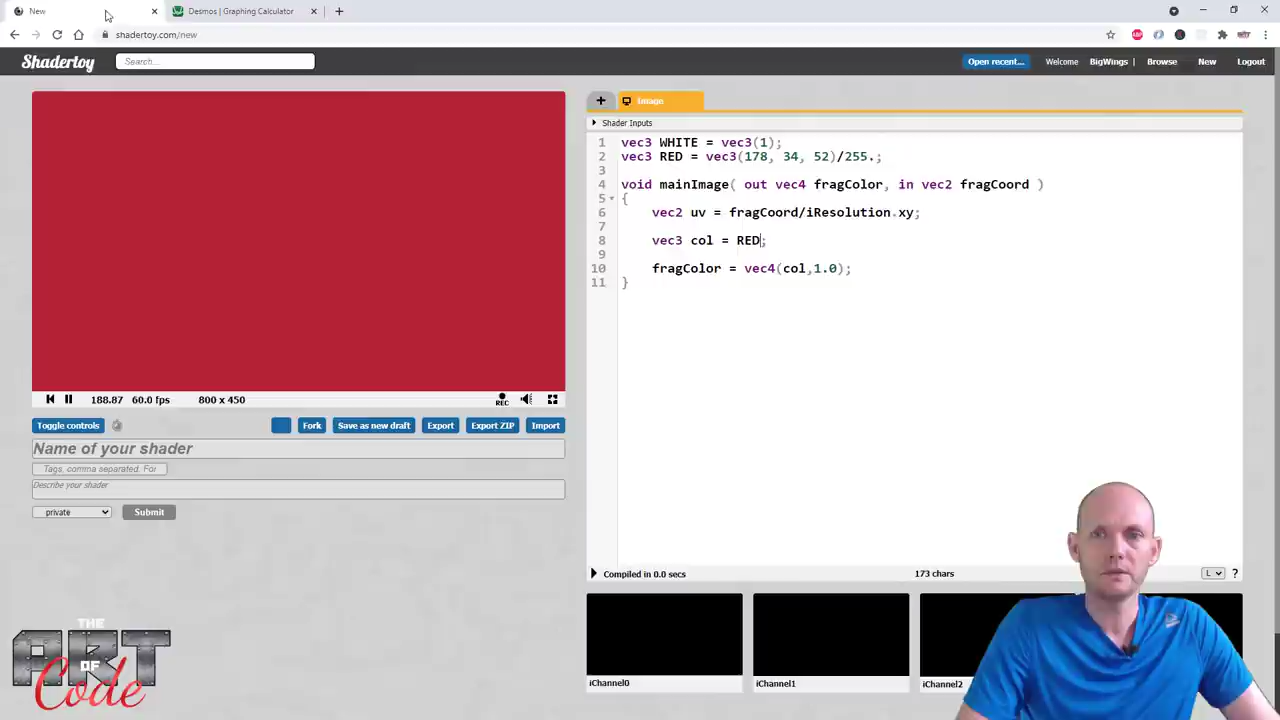 New
Desmos | Graphing Calculator
shadertoy.com/new
Shadertoy
Search...
Open recent...
Welcome
BigWings |
Browse
New
Logout
+
Image
Shader Inputs
1 vec3 WHITE = vec3(1);
2 vec3 RED = vec3(178, 34, 52)/255.;
3
4 void mainImage( out vec4 fragColor, in vec2 fragCoord )
5 {
6 vec2 uv = fragCoord/iResolution.xy;
7
8 vec3 col = RED;
9
10 fragColor = vec4(col,1.0);
11 }
188.87 60.0 fps 800 x 450
REC
Toggle controls
Fork
Save as new draft
Export
Export ZIP
Import
Name of your shader
Tags, comma separated. For
Describe your shader
private
Submit
Compiled in 0.0 secs
173 chars
L
?
iChannel0
iChannel1
iChannel2
THE
ART
OF
Code